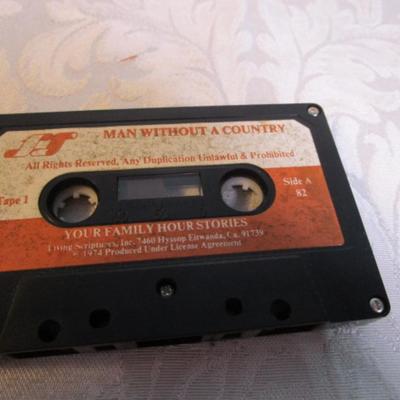 MAN WITHOUT A COUNTRY
All Rights Reserved, Any Duplication Unlawful & Prohibited
Tape 1
Side A
82
YOUR FAMILY HOUR STORIES
Living Scriptures, Inc. 7460 Hyssop Etiwanda, Ca. 91739
© 1974 Produced Under License Agreement